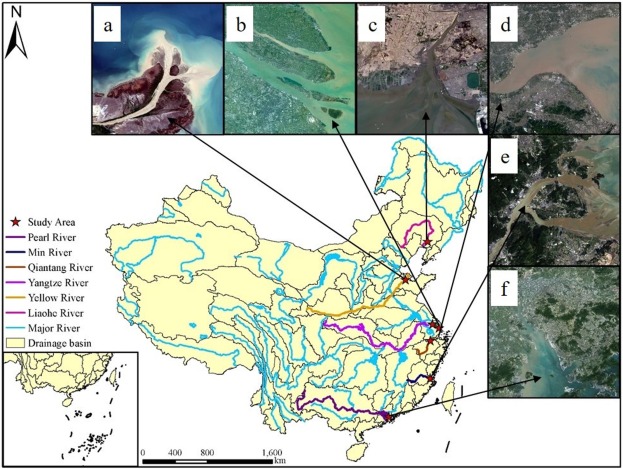 N
a
b
c
d
e
f
Study Area
Pearl River
Min River
Qiantang River
Yangtze River
Yellow River
Liaohe River
Major River
Drainage basin
0 400 800 1,600
km